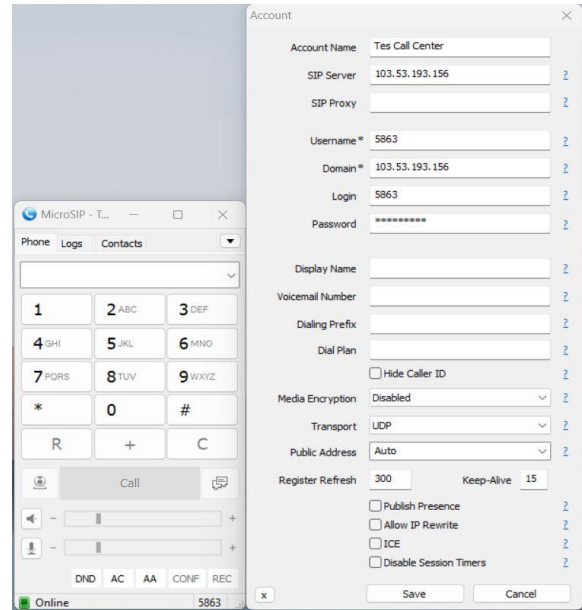 MicroSIP - T...
Phone Logs Contacts
1 2 ABC 3 DEF
4 GHI 5 JKL 6 MNO
7 PQRS 8 TUV 9 WXYZ
* 0 #
R + C
Call
- +
- +
DND AC AA CONF REC
Online 5863
Account
Account Name Tes Call Center
SIP Server 103.53.193.156 ?
SIP Proxy ?
Username* 5863 ?
Domain* 103.53.193.156 ?
Login 5863 ?
Password ********* ?
Display Name ?
Voicemail Number ?
Dialing Prefix ?
Dial Plan ?
Hide Caller ID ?
Media Encryption Disabled ?
Transport UDP ?
Public Address Auto ?
Register Refresh 300 Keep-Alive 15 ?
Publish Presence ?
Allow IP Rewrite ?
ICE ?
Disable Session Timers ?
x Save Cancel